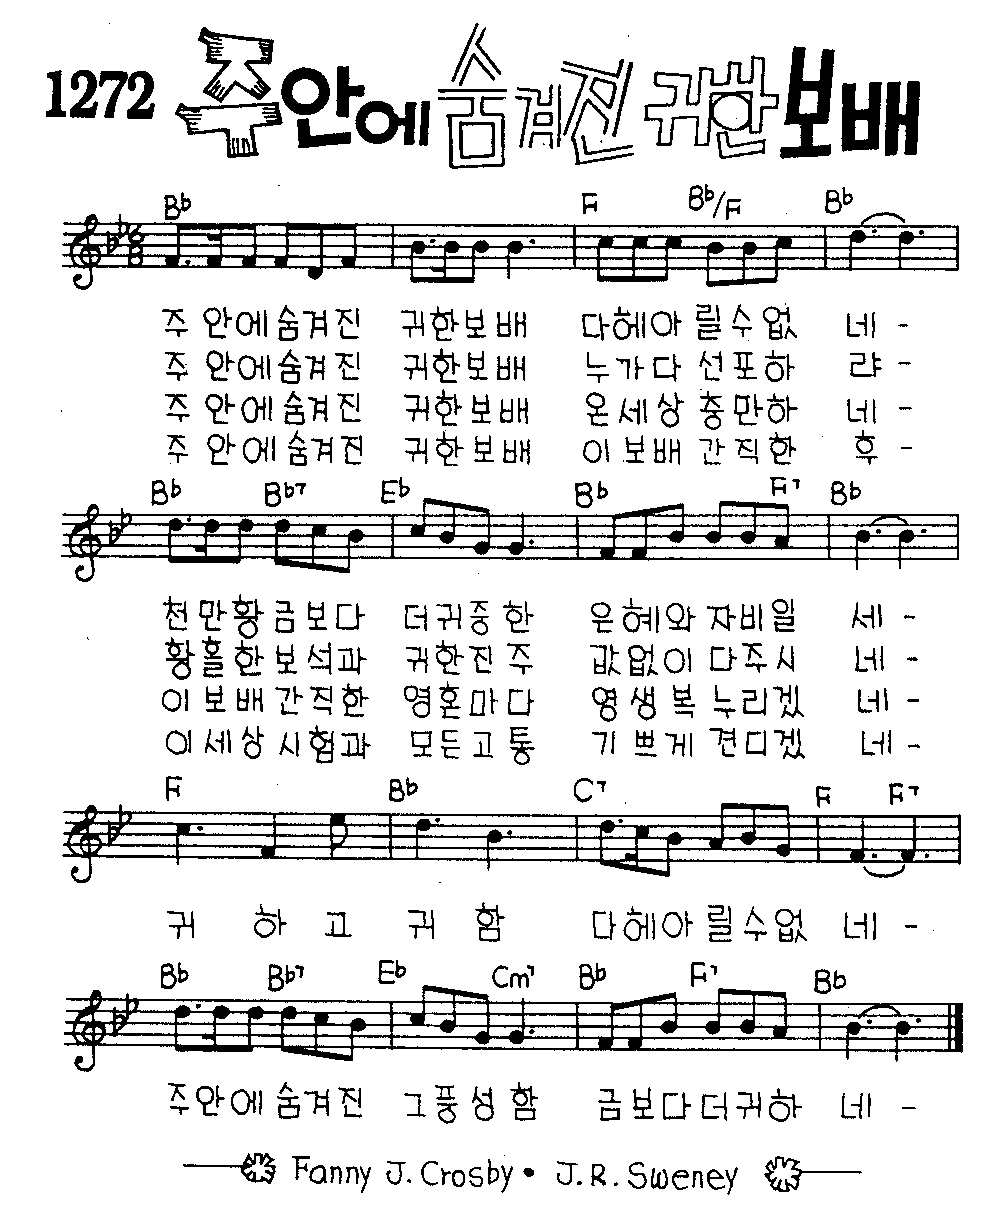 1272 주안에 숨겨진 귀한 보배
Bb F Bb/F Bb
6/8
주 안에숨겨진 귀한보배 다헤아 릴수없 네-
주 안에숨겨진 귀한보배 누가다 선포하 랴-
주 안에숨겨진 귀한보배 온세상 충만하 네-
주 안에숨겨진 귀한보배 이보배 간직한 후-
Bb Bb7 Eb Bb F7 Bb
천만황금보다 더귀중한 은혜와 자비일 세-
황홀한보석과 귀한진주 값없이 다주시 네-
이보배간직한 영혼마다 영생복 누리겠 네-
이세상시험과 모든고통 기쁘게 견디겠 네-
F Bb C7 F F7
귀 하고 귀 함 다헤아 릴수없 네-
Bb Bb7 Eb Cm7 Bb F7 Bb
주안에숨겨진 그풍성함 금보다더귀하 네-
Fanny J. Crosby • J.R. Sweney